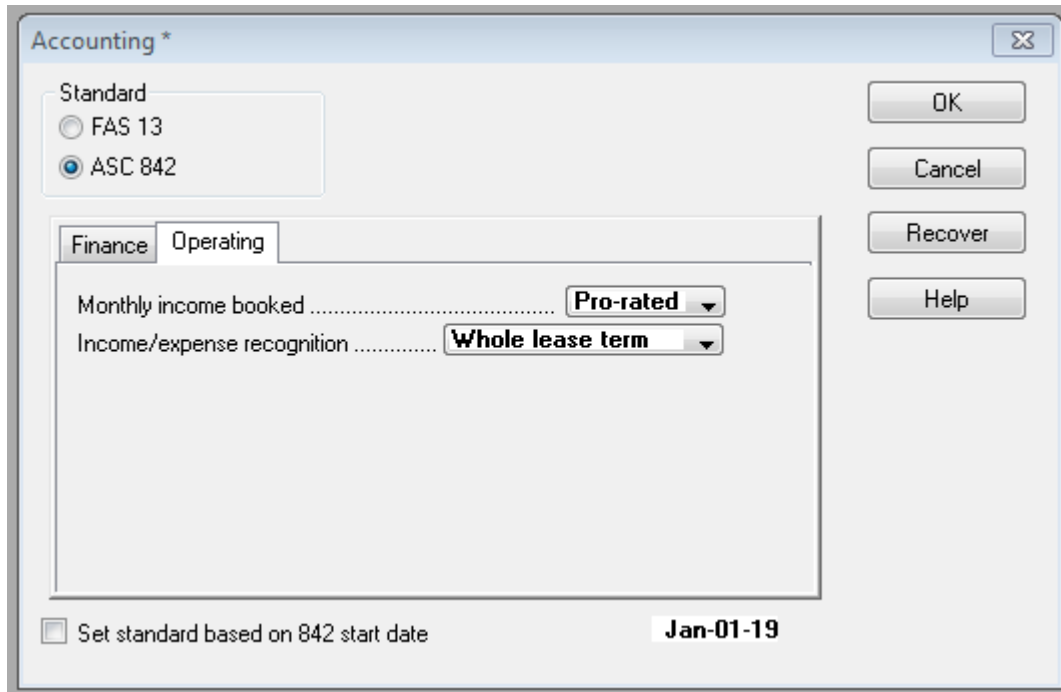 Accounting *
Standard
FAS 13
ASC 842
OK
Cancel
Recover
Help
Finance Operating
Monthly income booked ........................................ Pro-rated
Income/expense recognition .............. Whole lease term
Set standard based on 842 start date Jan-01-19